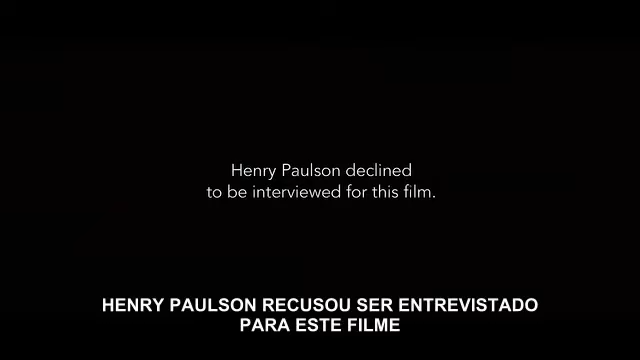 Henry Paulson declined
to be interviewed for this film.
HENRY PAULSON RECUSOU SER ENTREVISTADO
PARA ESTE FILME